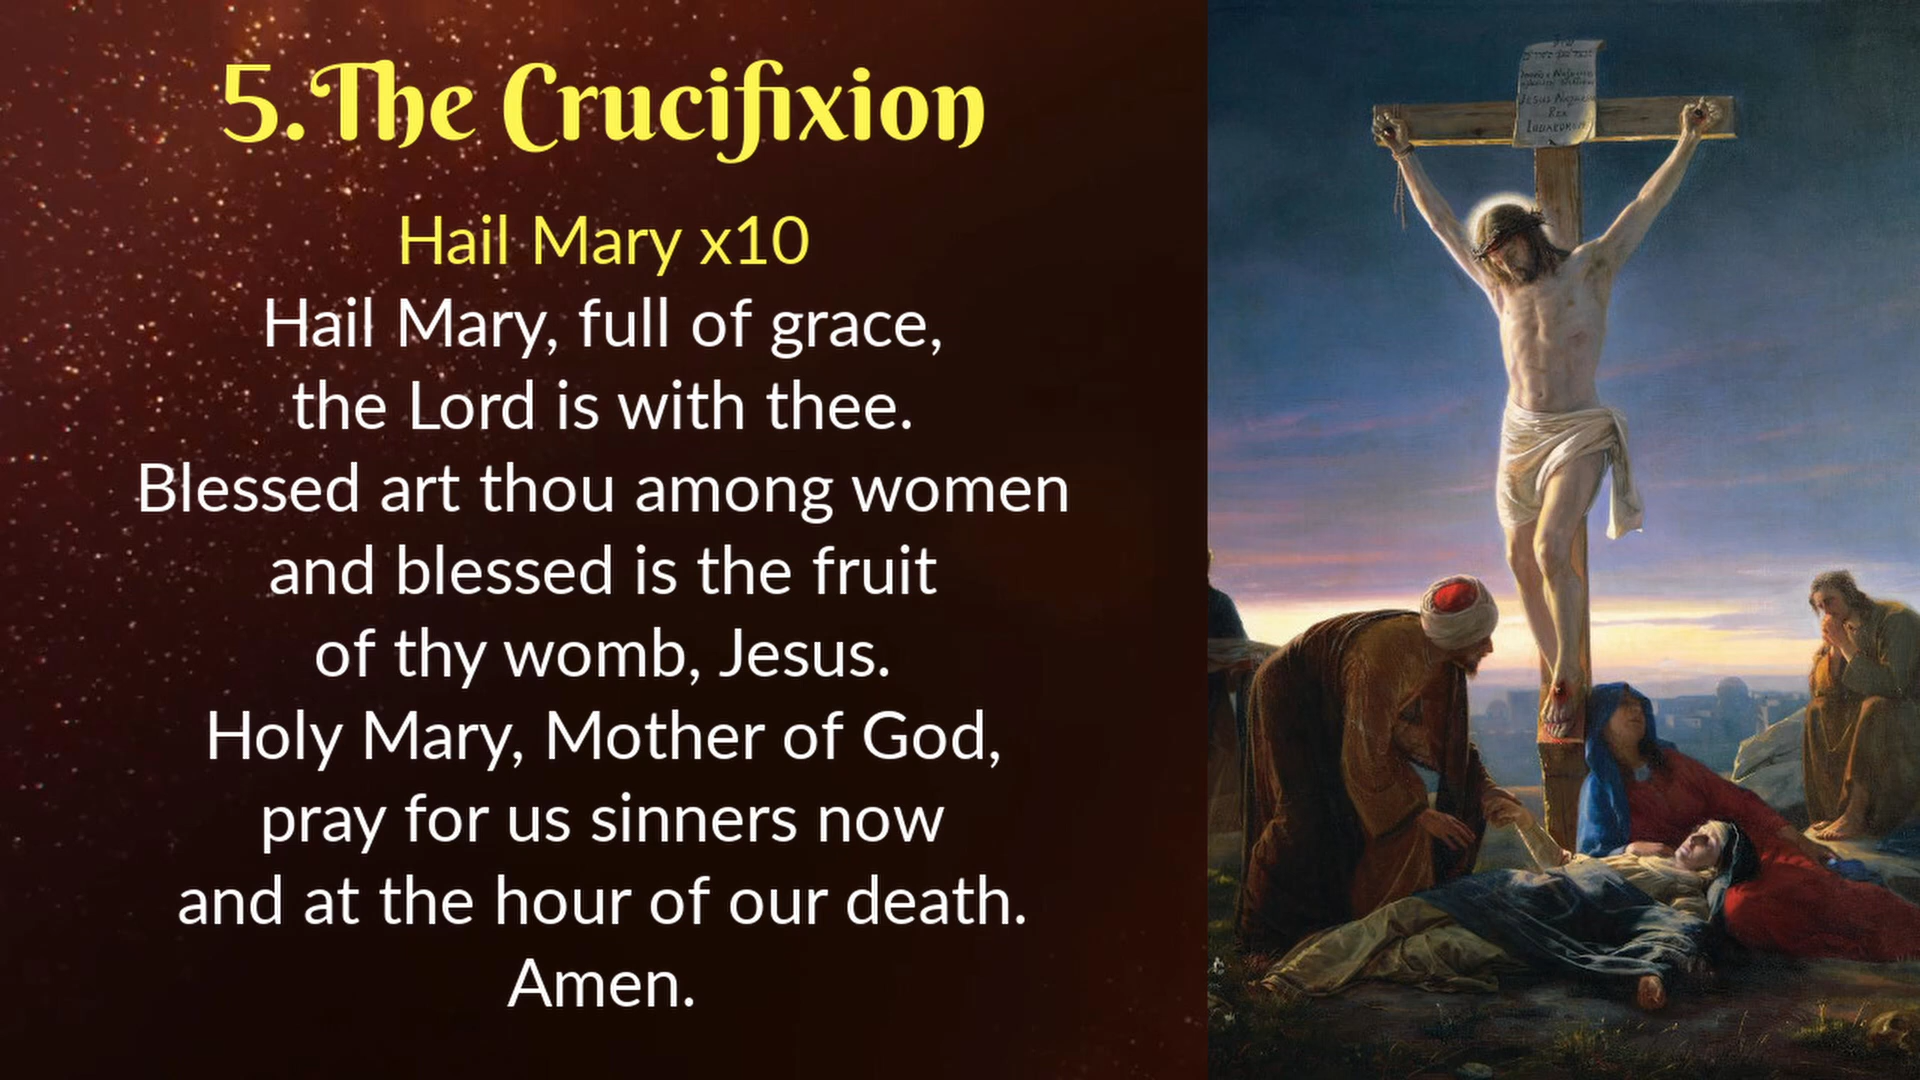 5. The Crucifixion
Hail Mary x10
Hail Mary, full of grace,
the Lord is with thee.
Blessed art thou among women
and blessed is the fruit
of thy womb, Jesus.
Holy Mary, Mother of God,
pray for us sinners now
and at the hour of our death.
Amen.
REX